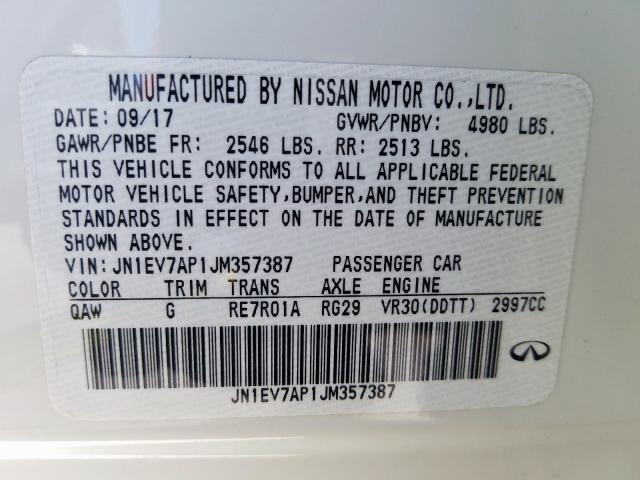 MANUFACTURED BY NISSAN MOTOR CO.,LTD.
DATE: 09/17 GVWR/PNBV: 4980 LBS.
GAWR/PNBE FR: 2546 LBS. RR: 2513 LBS.
THIS VEHICLE CONFORMS TO ALL APPLICABLE FEDERAL
MOTOR VEHICLE SAFETY,BUMPER,AND THEFT PREVENTION
STANDARDS IN EFFECT ON THE DATE OF MANUFACTURE
SHOWN ABOVE.
VIN:JN1EV7AP1JM357387 PASSENGER CAR
COLOR TRIM TRANS AXLE ENGINE
QAW G RE7R01A RG29 VR30(DDTT) 2997CC
JN1EV7AP1JM357387